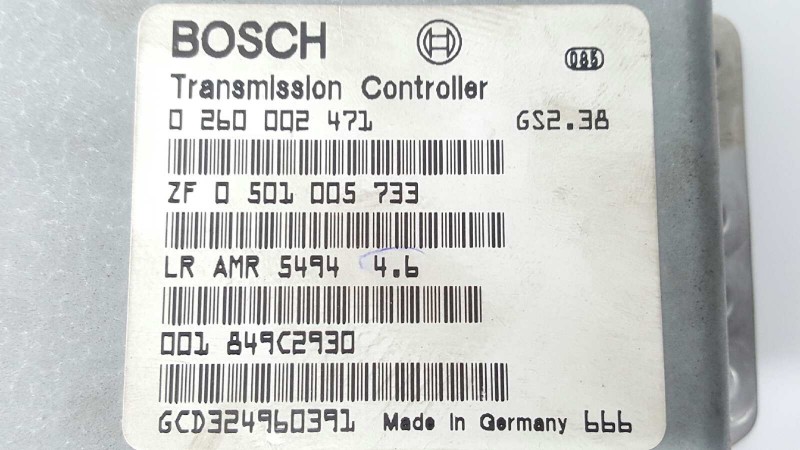 BOSCH
085
Transmission Controller
0 260 002 471 GS2.38
ZF 0 501 005 733
LR AMR 5494 4.6
001 849C2930
GCD324960391 Made in Germany 666